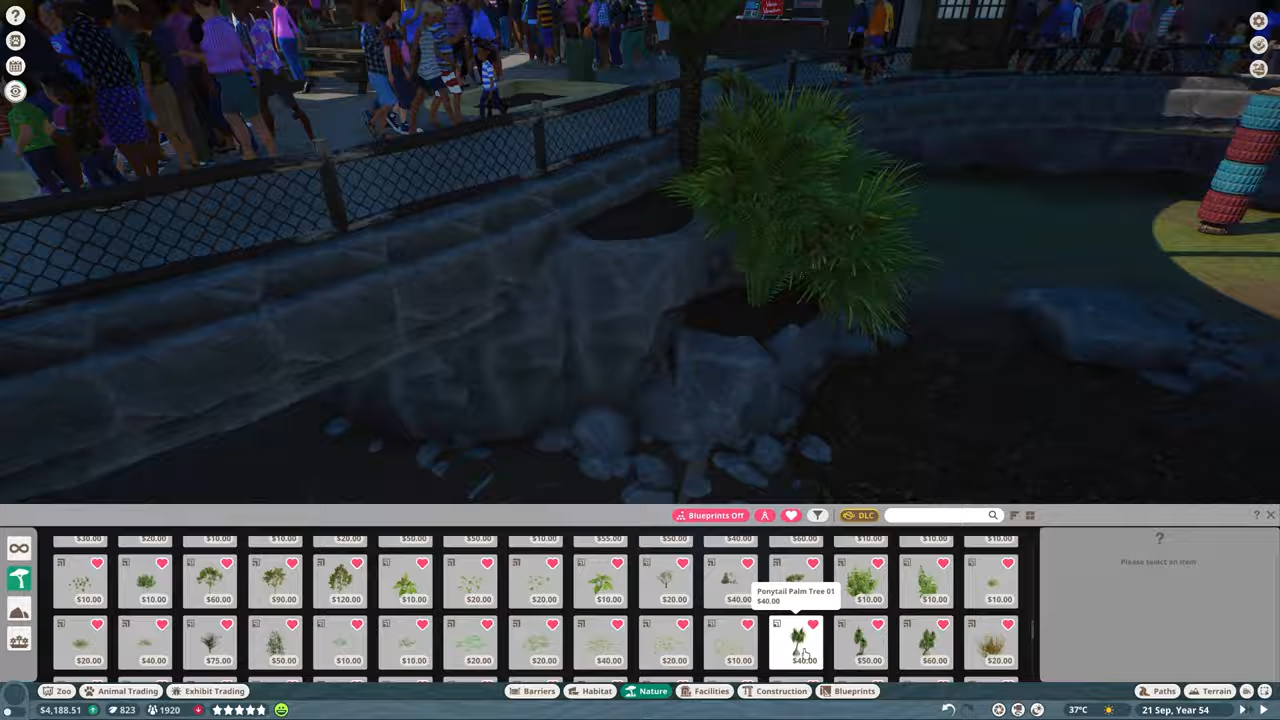 Blueprints Off
DLC
$30.00 $20.00 $10.00 $10.00 $20.00 $50.00 $50.00 $10.00 $55.00 $50.00 $40.00 $60.00 $10.00 $10.00 $10.00
Ponytail Palm Tree 01
$40.00
$10.00 $10.00 $60.00 $90.00 $120.00 $10.00 $20.00 $20.00 $10.00 $20.00 $40.00 $10.00 $10.00 $10.00
Please select an item
$20.00 $40.00 $75.00 $50.00 $10.00 $10.00 $20.00 $20.00 $40.00 $20.00 $10.00 $40.00 $50.00 $60.00 $20.00
Zoo Animal Trading Exhibit Trading Barriers Habitat Nature Facilities Construction Blueprints Paths Terrain
$4,188.51 823 1920 37°C 21 Sep, Year 54